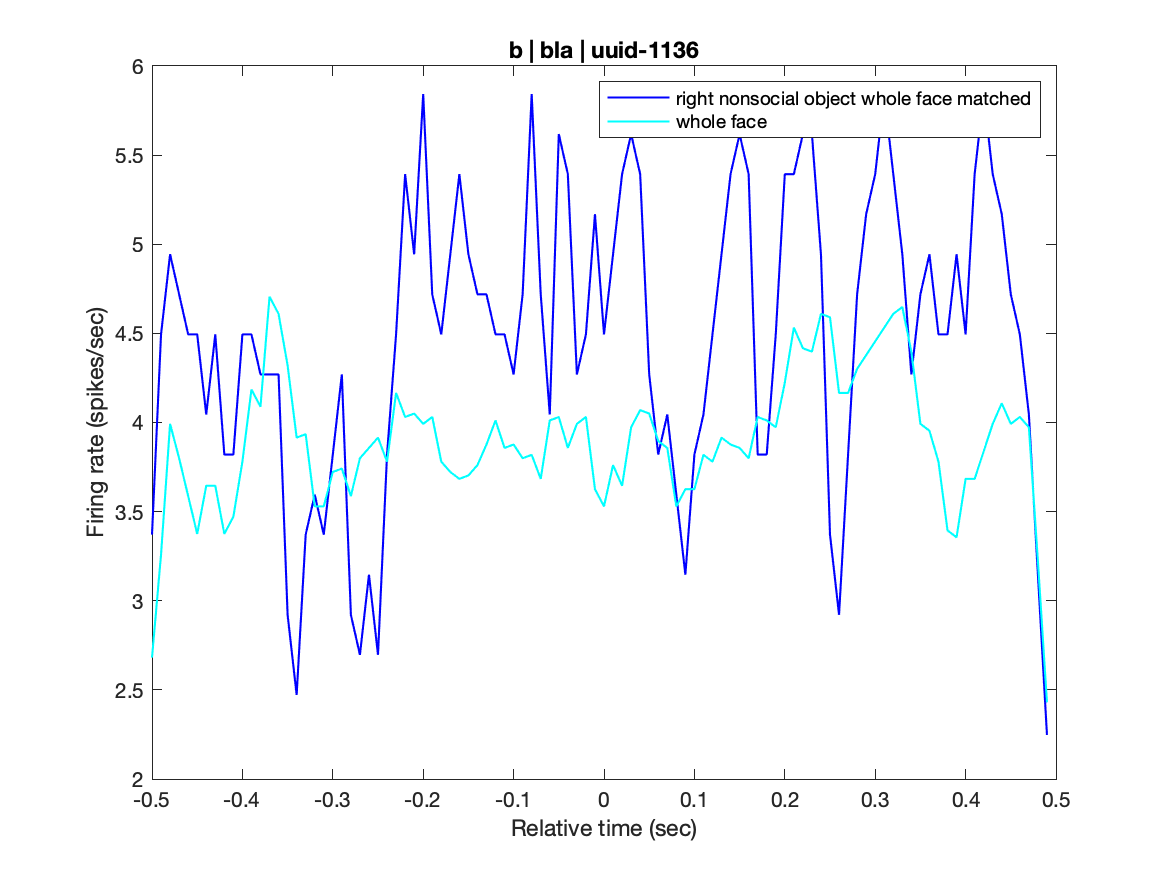 b | bla | uuid-1136
right nonsocial object whole face matched
whole face
Firing rate (spikes/sec)
6
5.5
5
4.5
4
3.5
3
2.5
2
-0.5 -0.4 -0.3 -0.2 -0.1 0 0.1 0.2 0.3 0.4 0.5
Relative time (sec)